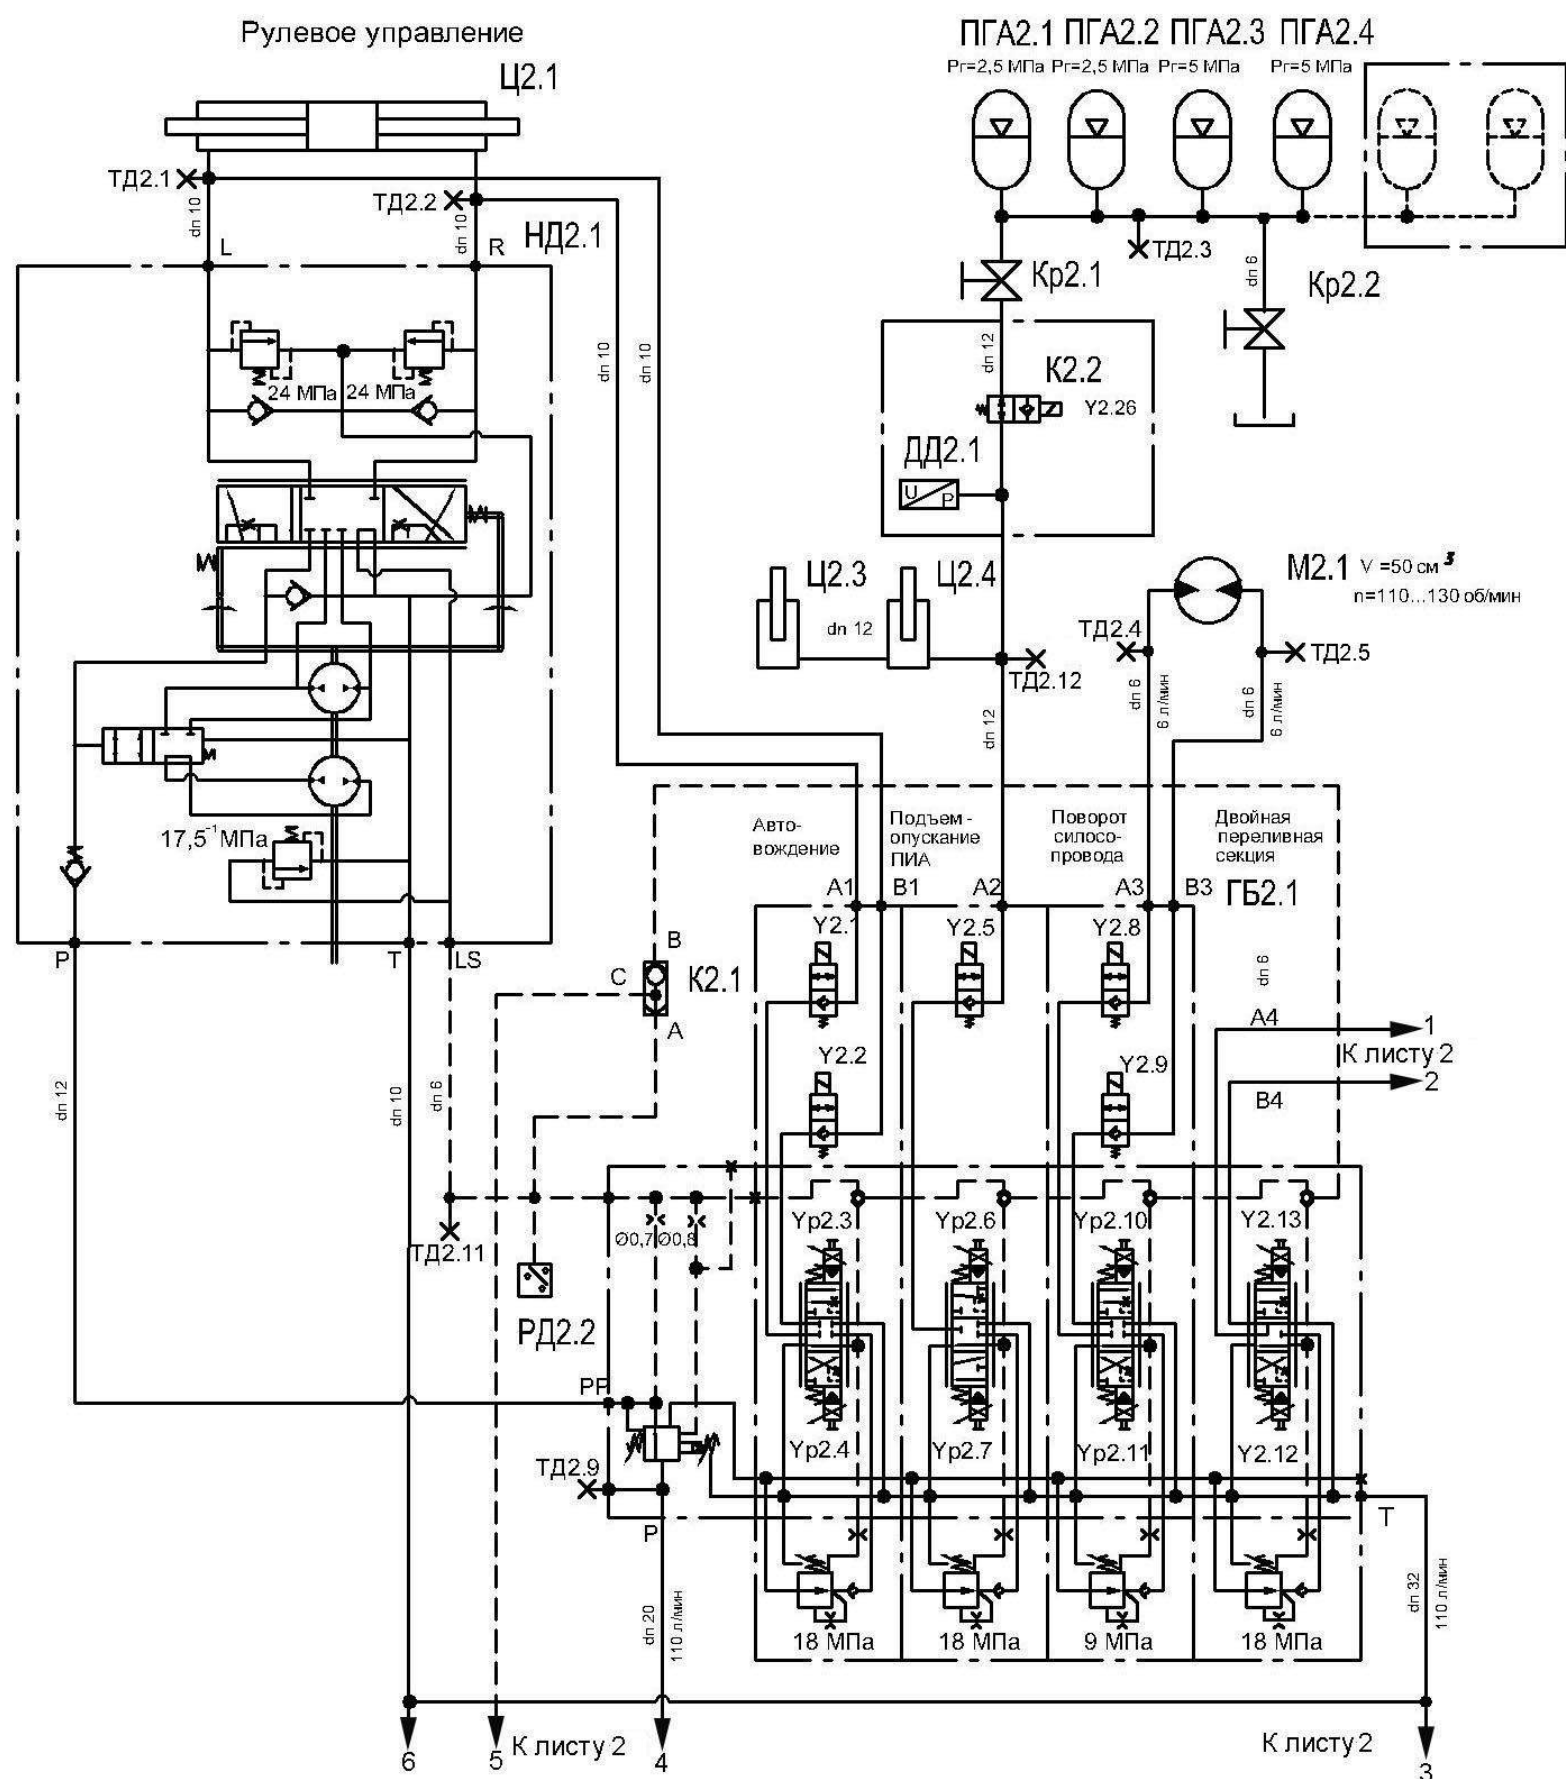 Рулевое управление
Ц2.1
ПГА2.1 ПГА2.2 ПГА2.3 ПГА2.4
Рг=2,5 МПа Рг=2,5 МПа Рг=5 МПа Рг=5 МПа
ТД2.1
ТД2.2
dn 10
dn 10
НД2.1
L
R
ТД2.3
dn 6
Кр2.1
Кр2.2
24 МПа 24 МПа
dn 10
dn 10
dn 12
К2.2
Y2.26
ДД2.1
U
P
Ц2.3
Ц2.4
dn 12
М2.1 V =50 см 3
n=110...130 об/мин
ТД2.4
ТД2.5
ТД2.12
dn 12
dn 6
6 л/мин
dn 6
6 л/мин
17,5-1 МПа
Авто-
вождение
Подъем -
опускание
ПИА
Поворот
силосо-
провода
Двойная
переливная
секция
A1
B1
A2
A3
B3
ГБ2.1
P
T
LS
B
C
A
К2.1
Y2.1
Y2.5
Y2.8
dn 6
A4
1
К листу 2
2
B4
Y2.2
Y2.9
dn 12
dn 10
dn 6
ТД2.11
Ø0,7
Ø0,8
Yp2.3
Yp2.6
Yp2.10
Y2.13
РД2.2
PP
Yp2.4
Yp2.7
Yp2.11
Y2.12
ТД2.9
P
T
dn 20
110 л/мин
dn 32
110 л/мин
18 МПа
18 МПа
9 МПа
18 МПа
6
5
К листу 2
4
К листу 2
3